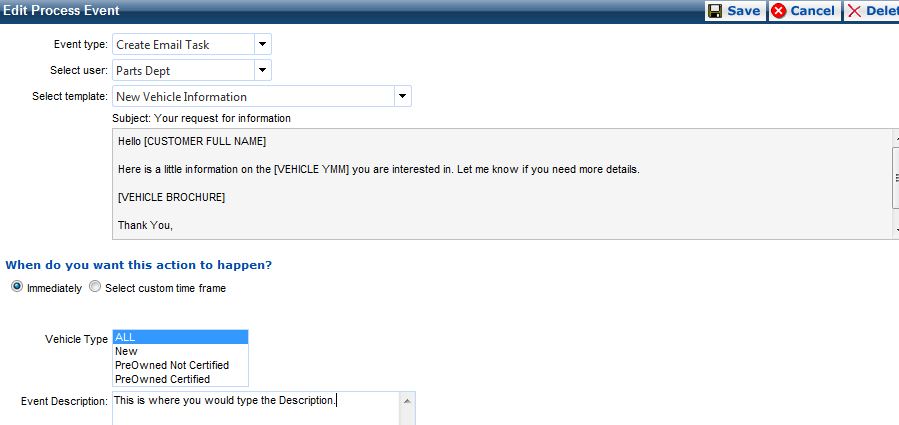 Edit Process Event
Save Cancel Delet
Event type: Create Email Task
Select user: Parts Dept
Select template: New Vehicle Information
Subject: Your request for information
Hello [CUSTOMER FULL NAME]
Here is a little information on the [VEHICLE YMM] you are interested in. Let me know if you need more details.
[VEHICLE BROCHURE]
Thank You,
When do you want this action to happen?
Immediately Select custom time frame
Vehicle Type ALL
New
PreOwned Not Certified
PreOwned Certified
Event Description: This is where you would type the Description.